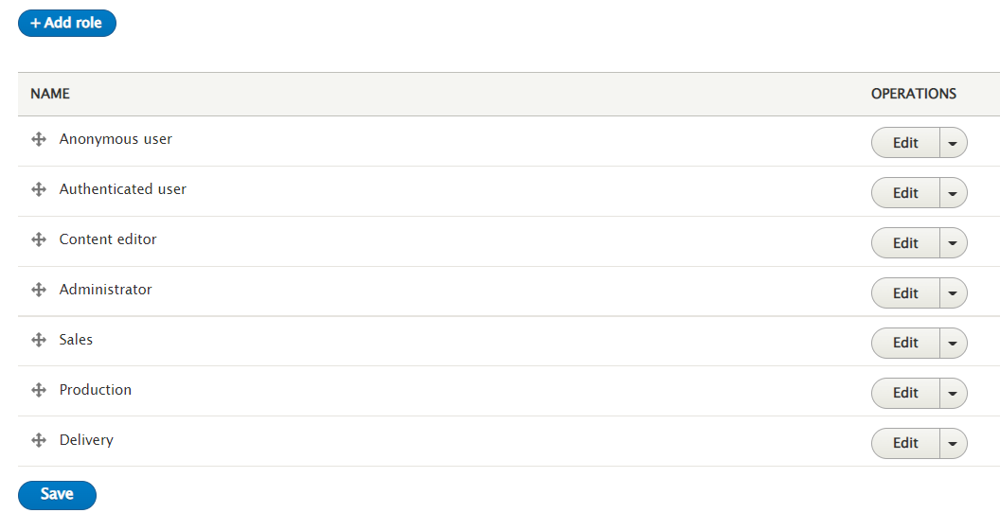 + Add role
NAME OPERATIONS
Anonymous user Edit
Authenticated user Edit
Content editor Edit
Administrator Edit
Sales Edit
Production Edit
Delivery Edit
Save